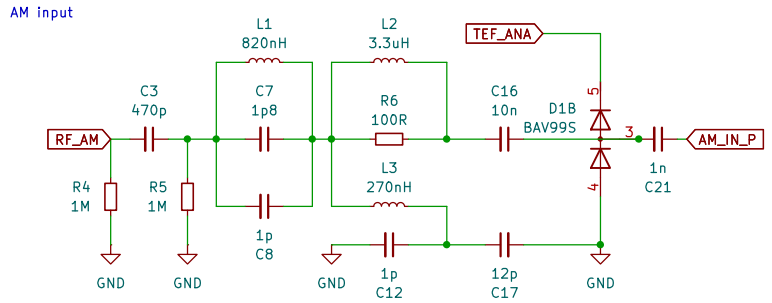 AM input
L1
820nH
L2
3.3uH
TEF_ANA
C3
470p
C7
1p8
R6
100R
C16
10n
5
D1B
BAV99S
3
RF_AM
AM_IN_P
R4
1M
R5
1M
L3
270nH
4
1n
C21
1p
C8
GND
GND
GND
1p
C12
12p
C17
GND